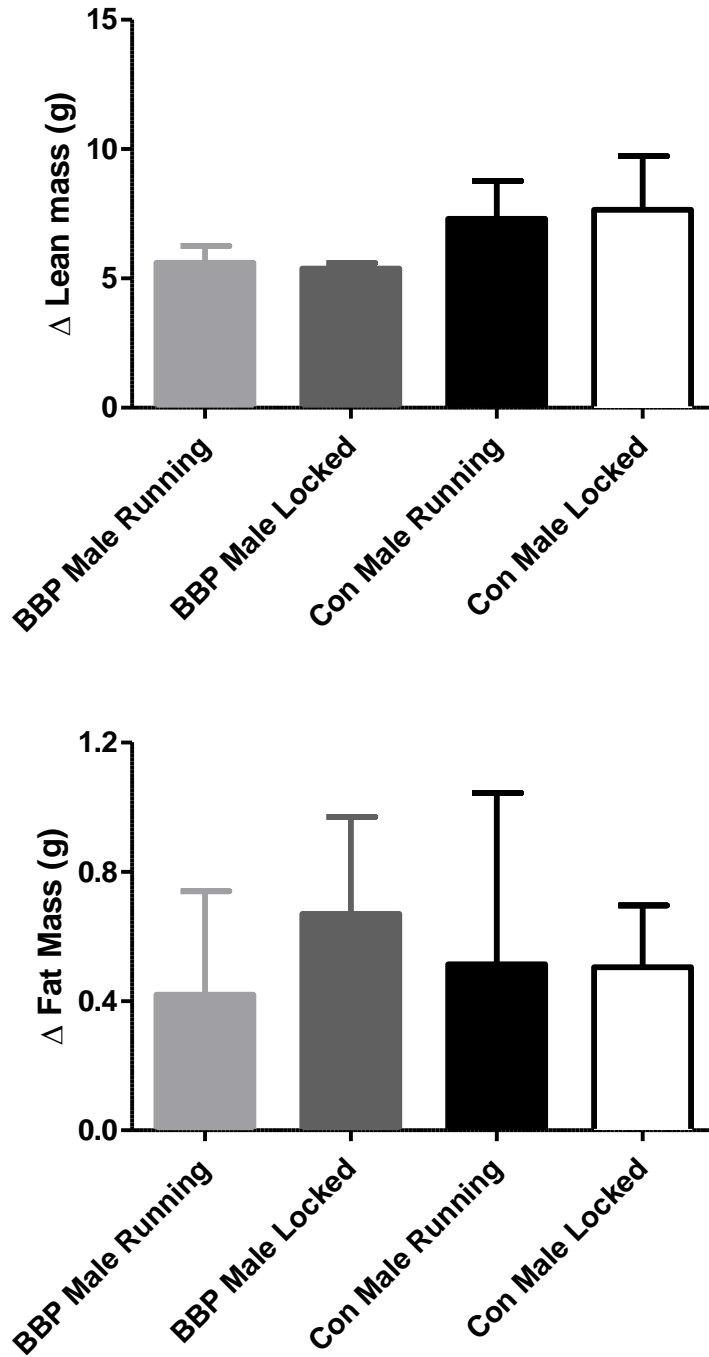 Δ Lean mass (g)
15
10
5
0
BBP Male Running
BBP Male Locked
Con Male Running
Con Male Locked
Δ Fat Mass (g)
1.2
0.8
0.4
0.0
BBP Male Running
BBP Male Locked
Con Male Running
Con Male Locked